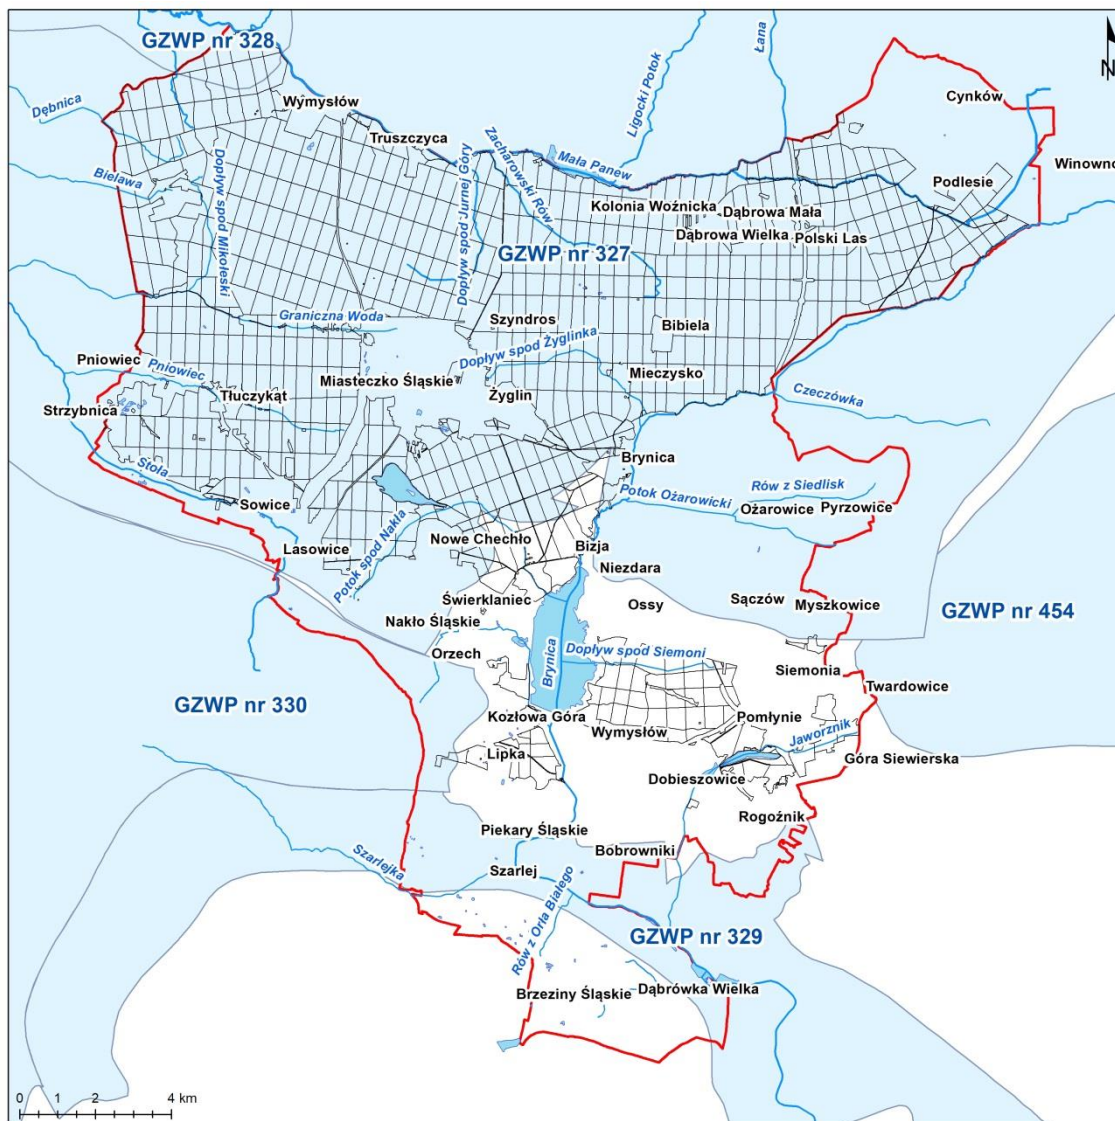 GZWP nr 328
Łana
N
Ligocki Potok
Dębnica
Wymysłów
Cynków
Truszczyca
Zacharowski Rów
Mała Panew
Winowno
Bielawa
Dopływ spod Mikołeski
Dopływ spod Jurnej Góry
Podlesie
Kolonia Woźnicka
Dąbrowa Mała
Dąbrowa Wielka
Polski Las
GZWP nr 327
Graniczna Woda
Szyndros
Bibiela
Dopływ spod Żyglinka
Pniowiec
Pniowiec
Miasteczko Śląskie
Mieczysko
Tłuczykąt
Żyglin
Czeczówka
Strzybnica
Brynica
Stoła
Rów z Siedlisk
Potok Ożarowicki
Sowice
Ożarowice
Pyrzowice
Nowe Chechło
Lasowice
Potok spod Nakła
Bizja
Niezdara
Świerklaniec
Ossy
Sączów
Myszkowice
GZWP nr 454
Nakło Śląskie
Orzech
Brynica
Dopływ spod Siemoni
Siemonia
Twardowice
GZWP nr 330
Kozłowa Góra
Wymysłów
Pomłynie
Jaworznik
Lipka
Dobieszowice
Góra Siewierska
Rogoźnik
Piekary Śląskie
Bobrowniki
Szarlejka
Szarlej
Rów z Orła Białego
GZWP nr 329
Brzeziny Śląskie
Dąbrówka Wielka
0 1 2 4 km